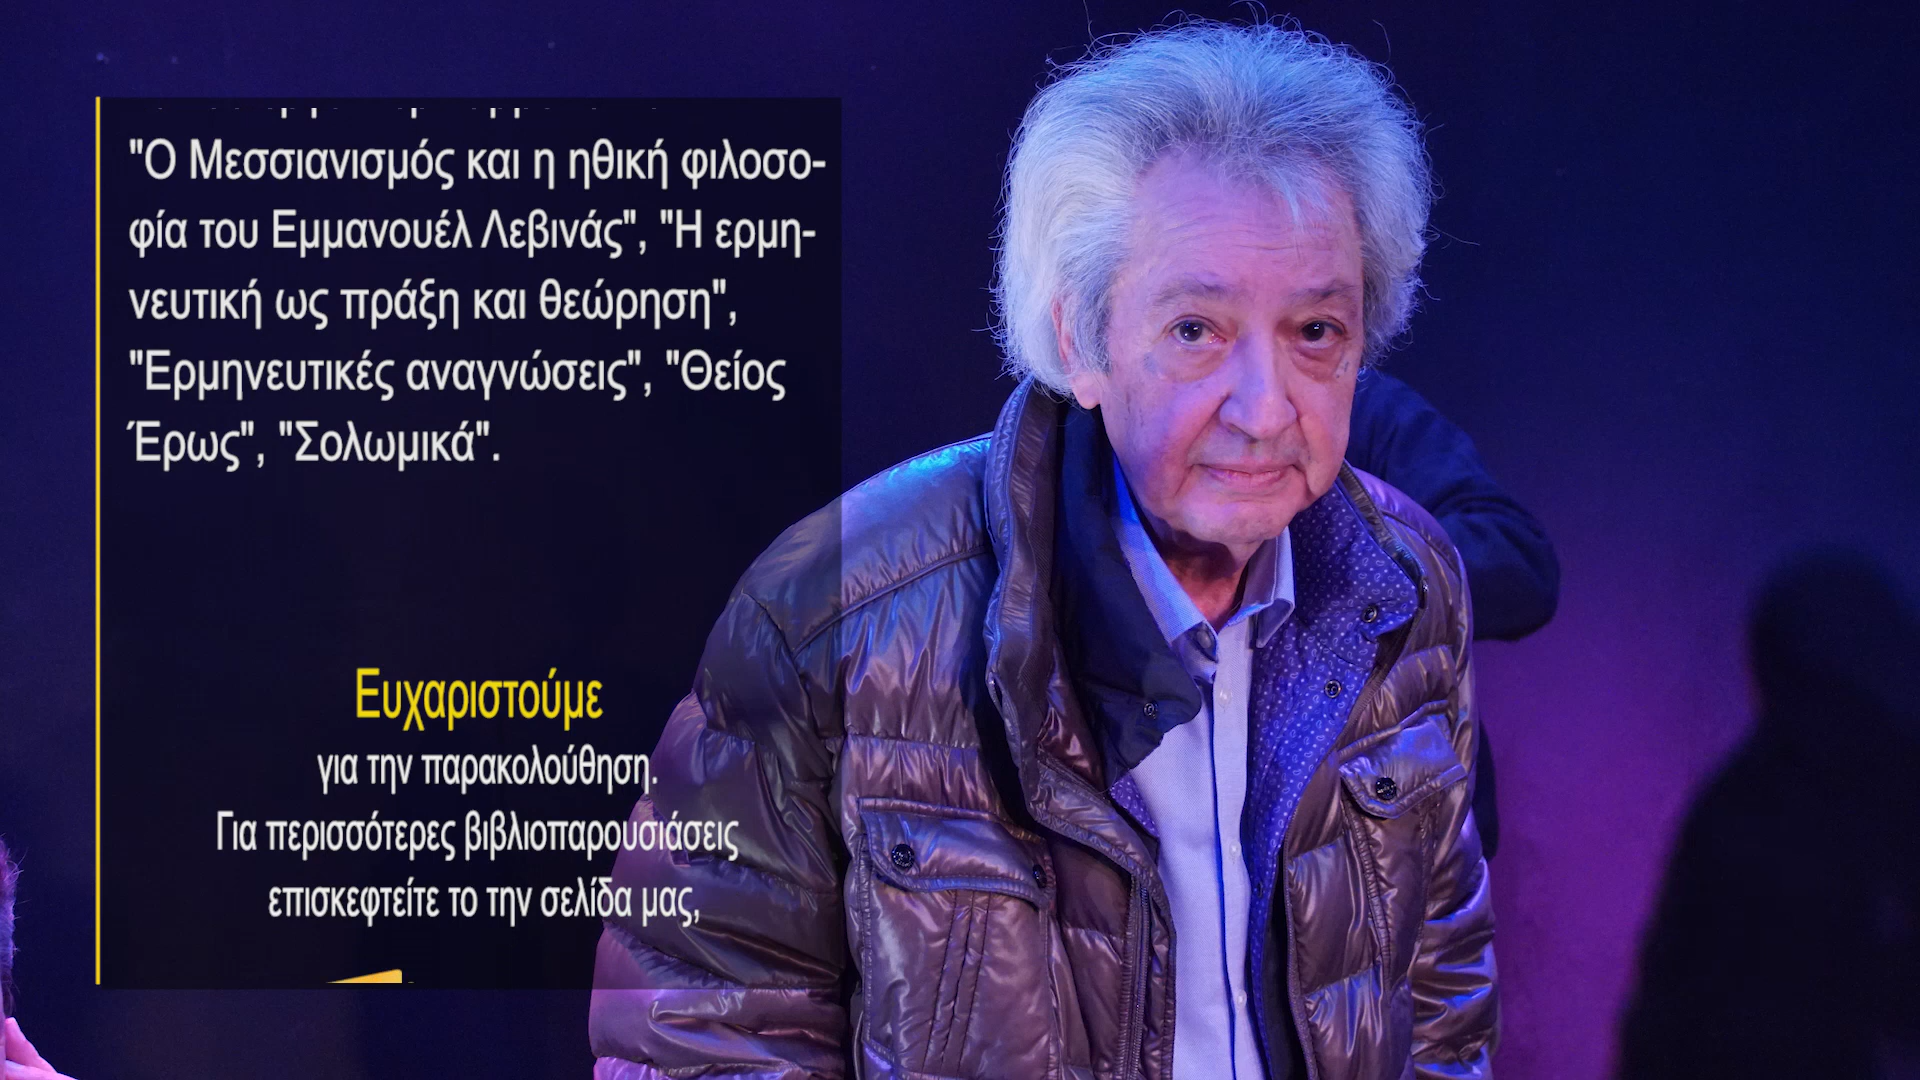 "Ο Μεσσιανισμός και η ηθική φιλοσο-
φία του Εμμανουέλ Λεβινάς", "Η ερμη-
νευτική ως πράξη και θεώρηση",
"Ερμηνευτικές αναγνώσεις", "Θείος
Έρως", "Σολωμικά".
Ευχαριστούμε
για την παρακολούθηση.
Για περισσότερες βιβλιοπαρουσιάσεις
επισκεφτείτε το την σελίδα μας,